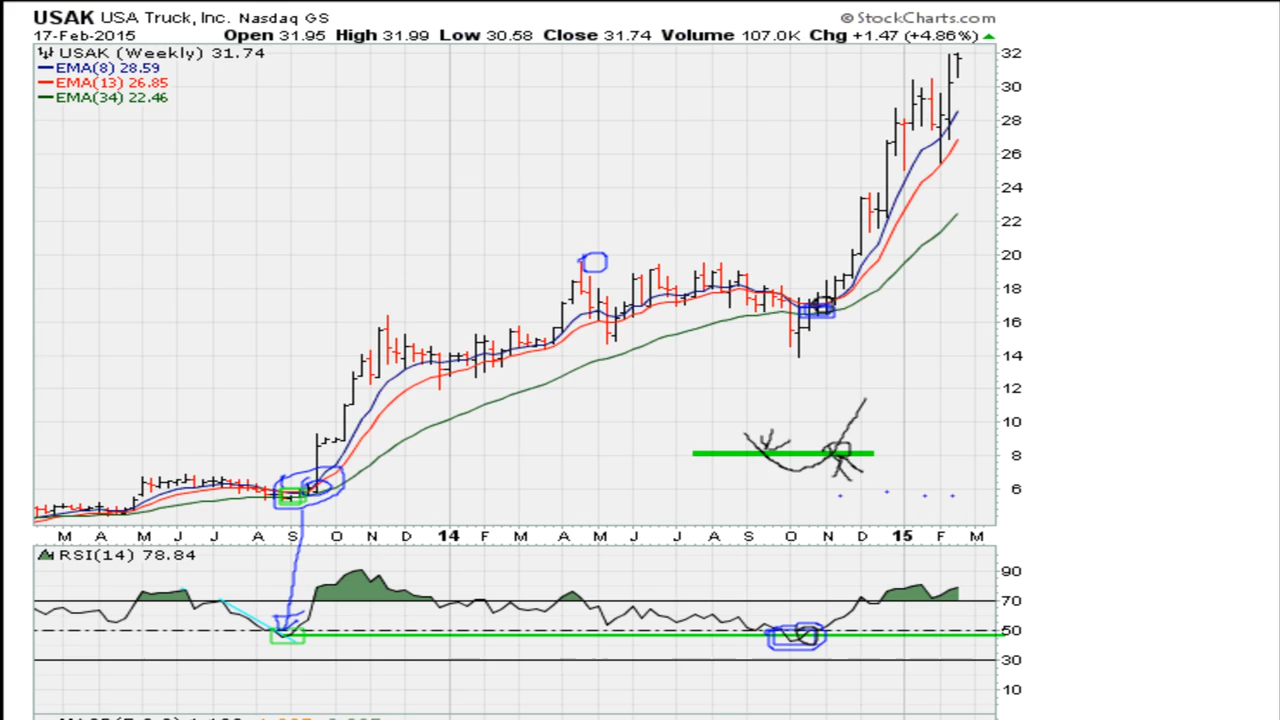 USAK USA Truck, Inc. Nasdaq GS © StockCharts.com
17-Feb-2015 Open 31.95 High 31.99 Low 30.58 Close 31.74 Volume 107.0K Chg +1.47 (+4.86%)
USAK (Weekly) 31.74
EMA(8) 28.59
EMA(13) 26.85
EMA(34) 22.46
32
30
28
26
24
22
20
18
16
14
12
10
8
6
M A M J J A S O N D 14 F M A M J J A S O N D 15 F M
RSI(14) 78.84
90
70
50
30
10